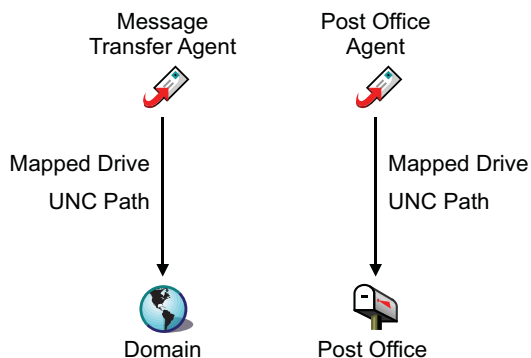 Message
Transfer Agent
Post Office
Agent
Mapped Drive
UNC Path
Mapped Drive
UNC Path
Domain
Post Office